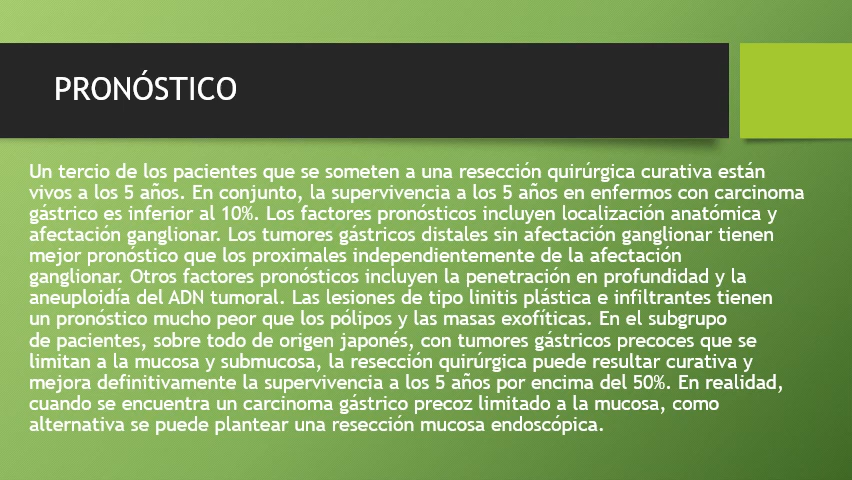 PRONÓSTICO
Un tercio de los pacientes que se someten a una resección quirúrgica curativa están
vivos a los 5 años. En conjunto, la supervivencia a los 5 años en enfermos con carcinoma
gástrico es inferior al 10%. Los factores pronósticos incluyen localización anatómica y
afectación ganglionar. Los tumores gástricos distales sin afectación ganglionar tienen
mejor pronóstico que los proximales independientemente de la afectación
ganglionar. Otros factores pronósticos incluyen la penetración en profundidad y la
aneuploidía del ADN tumoral. Las lesiones de tipo linitis plástica e infiltrantes tienen
un pronóstico mucho peor que los pólipos y las masas exofíticas. En el subgrupo
de pacientes, sobre todo de origen japonés, con tumores gástricos precoces que se
limitan a la mucosa y submucosa, la resección quirúrgica puede resultar curativa y
mejora definitivamente la supervivencia a los 5 años por encima del 50%. En realidad,
cuando se encuentra un carcinoma gástrico precoz limitado a la mucosa, como
alternativa se puede plantear una resección mucosa endoscópica.